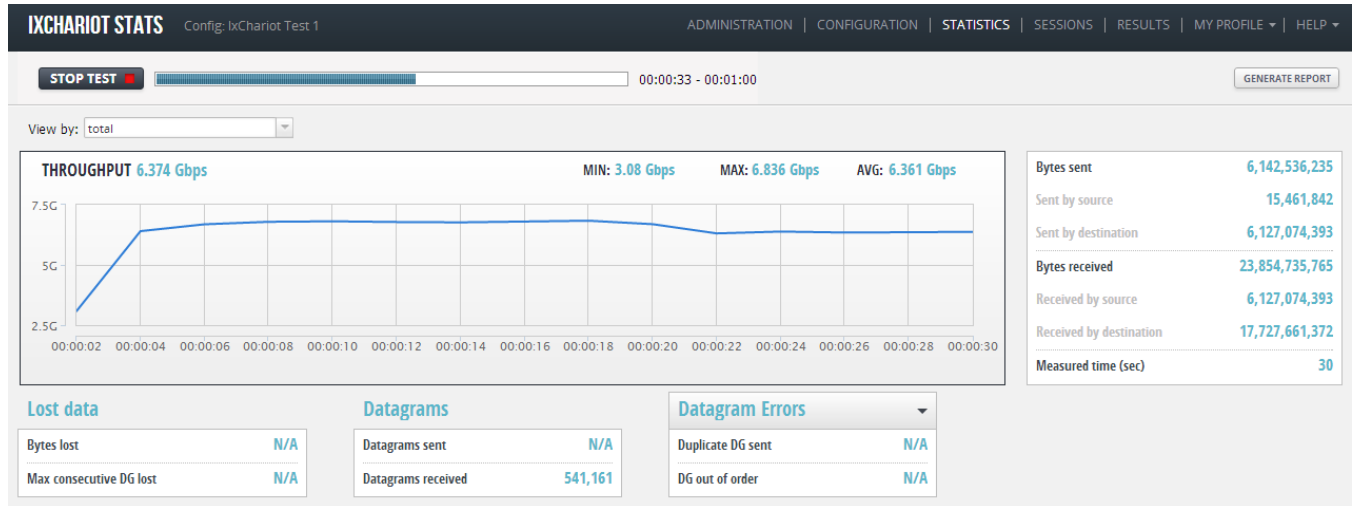 IXCHARIOT STATS Config: IxChariot Test 1 ADMINISTRATION | CONFIGURATION | STATISTICS | SESSIONS | RESULTS | MY PROFILE | HELP
STOP TEST 00:00:33 - 00:01:00 GENERATE REPORT
View by: total
THROUGHPUT 6.374 Gbps MIN: 3.08 Gbps MAX: 6.836 Gbps AVG: 6.361 Gbps
7.5G
5G
2.5G
00:00:02 00:00:04 00:00:06 00:00:08 00:00:10 00:00:12 00:00:14 00:00:16 00:00:18 00:00:20 00:00:22 00:00:24 00:00:26 00:00:28 00:00:30
Bytes sent 6,142,536,235
Sent by source 15,461,842
Sent by destination 6,127,074,393
Bytes received 23,854,735,765
Received by source 6,127,074,393
Received by destination 17,727,661,372
Measured time (sec) 30
Lost data
Bytes lost N/A
Max consecutive DG lost N/A
Datagrams
Datagrams sent N/A
Datagrams received 541,161
Datagram Errors
Duplicate DG sent N/A
DG out of order N/A